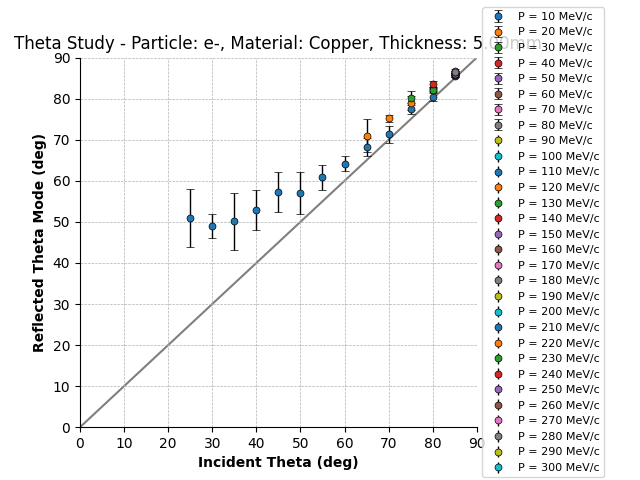 Theta Study - Particle: e-, Material: Copper, Thickness: 5.00mm
Reflected Theta Mode (deg)
90
80
70
60
50
40
30
20
10
0
0 10 20 30 40 50 60 70 80 90
Incident Theta (deg)
P = 10 MeV/c
P = 20 MeV/c
P = 30 MeV/c
P = 40 MeV/c
P = 50 MeV/c
P = 60 MeV/c
P = 70 MeV/c
P = 80 MeV/c
P = 90 MeV/c
P = 100 MeV/c
P = 110 MeV/c
P = 120 MeV/c
P = 130 MeV/c
P = 140 MeV/c
P = 150 MeV/c
P = 160 MeV/c
P = 170 MeV/c
P = 180 MeV/c
P = 190 MeV/c
P = 200 MeV/c
P = 210 MeV/c
P = 220 MeV/c
P = 230 MeV/c
P = 240 MeV/c
P = 250 MeV/c
P = 260 MeV/c
P = 270 MeV/c
P = 280 MeV/c
P = 290 MeV/c
P = 300 MeV/c